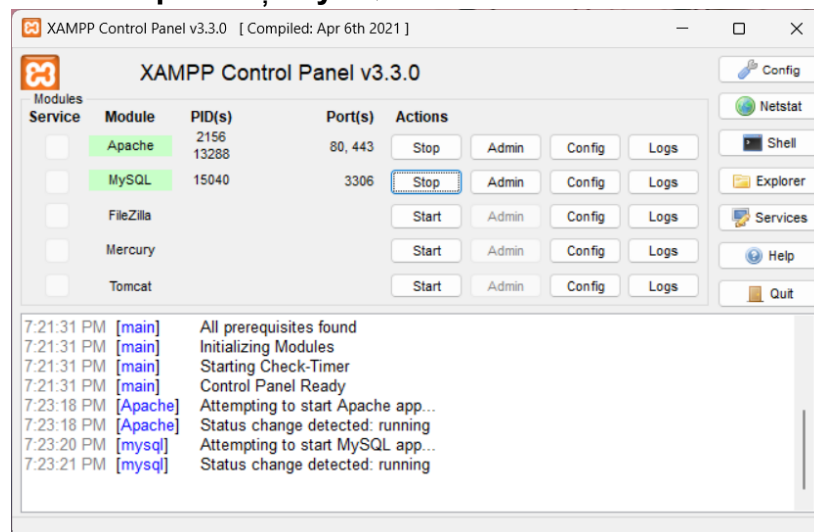 XAMPP Control Panel v3.3.0 [ Compiled: Apr 6th 2021 ]
XAMPP Control Panel v3.3.0
Config
Netstat
Shell
Explorer
Services
Help
Quit
Modules
Service Module PID(s) Port(s) Actions
Apache 2156 13288 80, 443 Stop Admin Config Logs
MySQL 15040 3306 Stop Admin Config Logs
FileZilla Start Admin Config Logs
Mercury Start Admin Config Logs
Tomcat Start Admin Config Logs
7:21:31 PM [main] All prerequisites found
7:21:31 PM [main] Initializing Modules
7:21:31 PM [main] Starting Check-Timer
7:21:31 PM [main] Control Panel Ready
7:23:18 PM [Apache] Attempting to start Apache app...
7:23:18 PM [Apache] Status change detected: running
7:23:20 PM [mysql] Attempting to start MySQL app...
7:23:21 PM [mysql] Status change detected: running